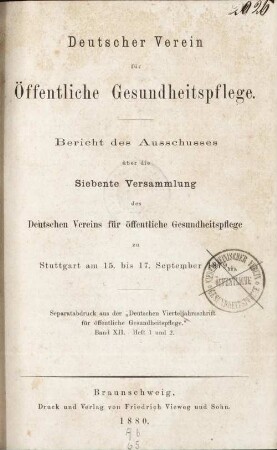 2026
Deutscher Verein
für
Öffentliche Gesundheitspflege.
Bericht des Ausschusses
über die
Siebente Versammlung
des
Deutschen Vereins für öffentliche Gesundheitspflege
zu
Stuttgart am 15. bis 17. September
Separatabdruck aus der „Deutschen Vierteljahrsschrift
für öffentliche Gesundheitspflege.“
Band XII. Heft 1 und 2.
Braunschweig,
Druck und Verlag von Friedrich Vieweg und Sohn.
1880.